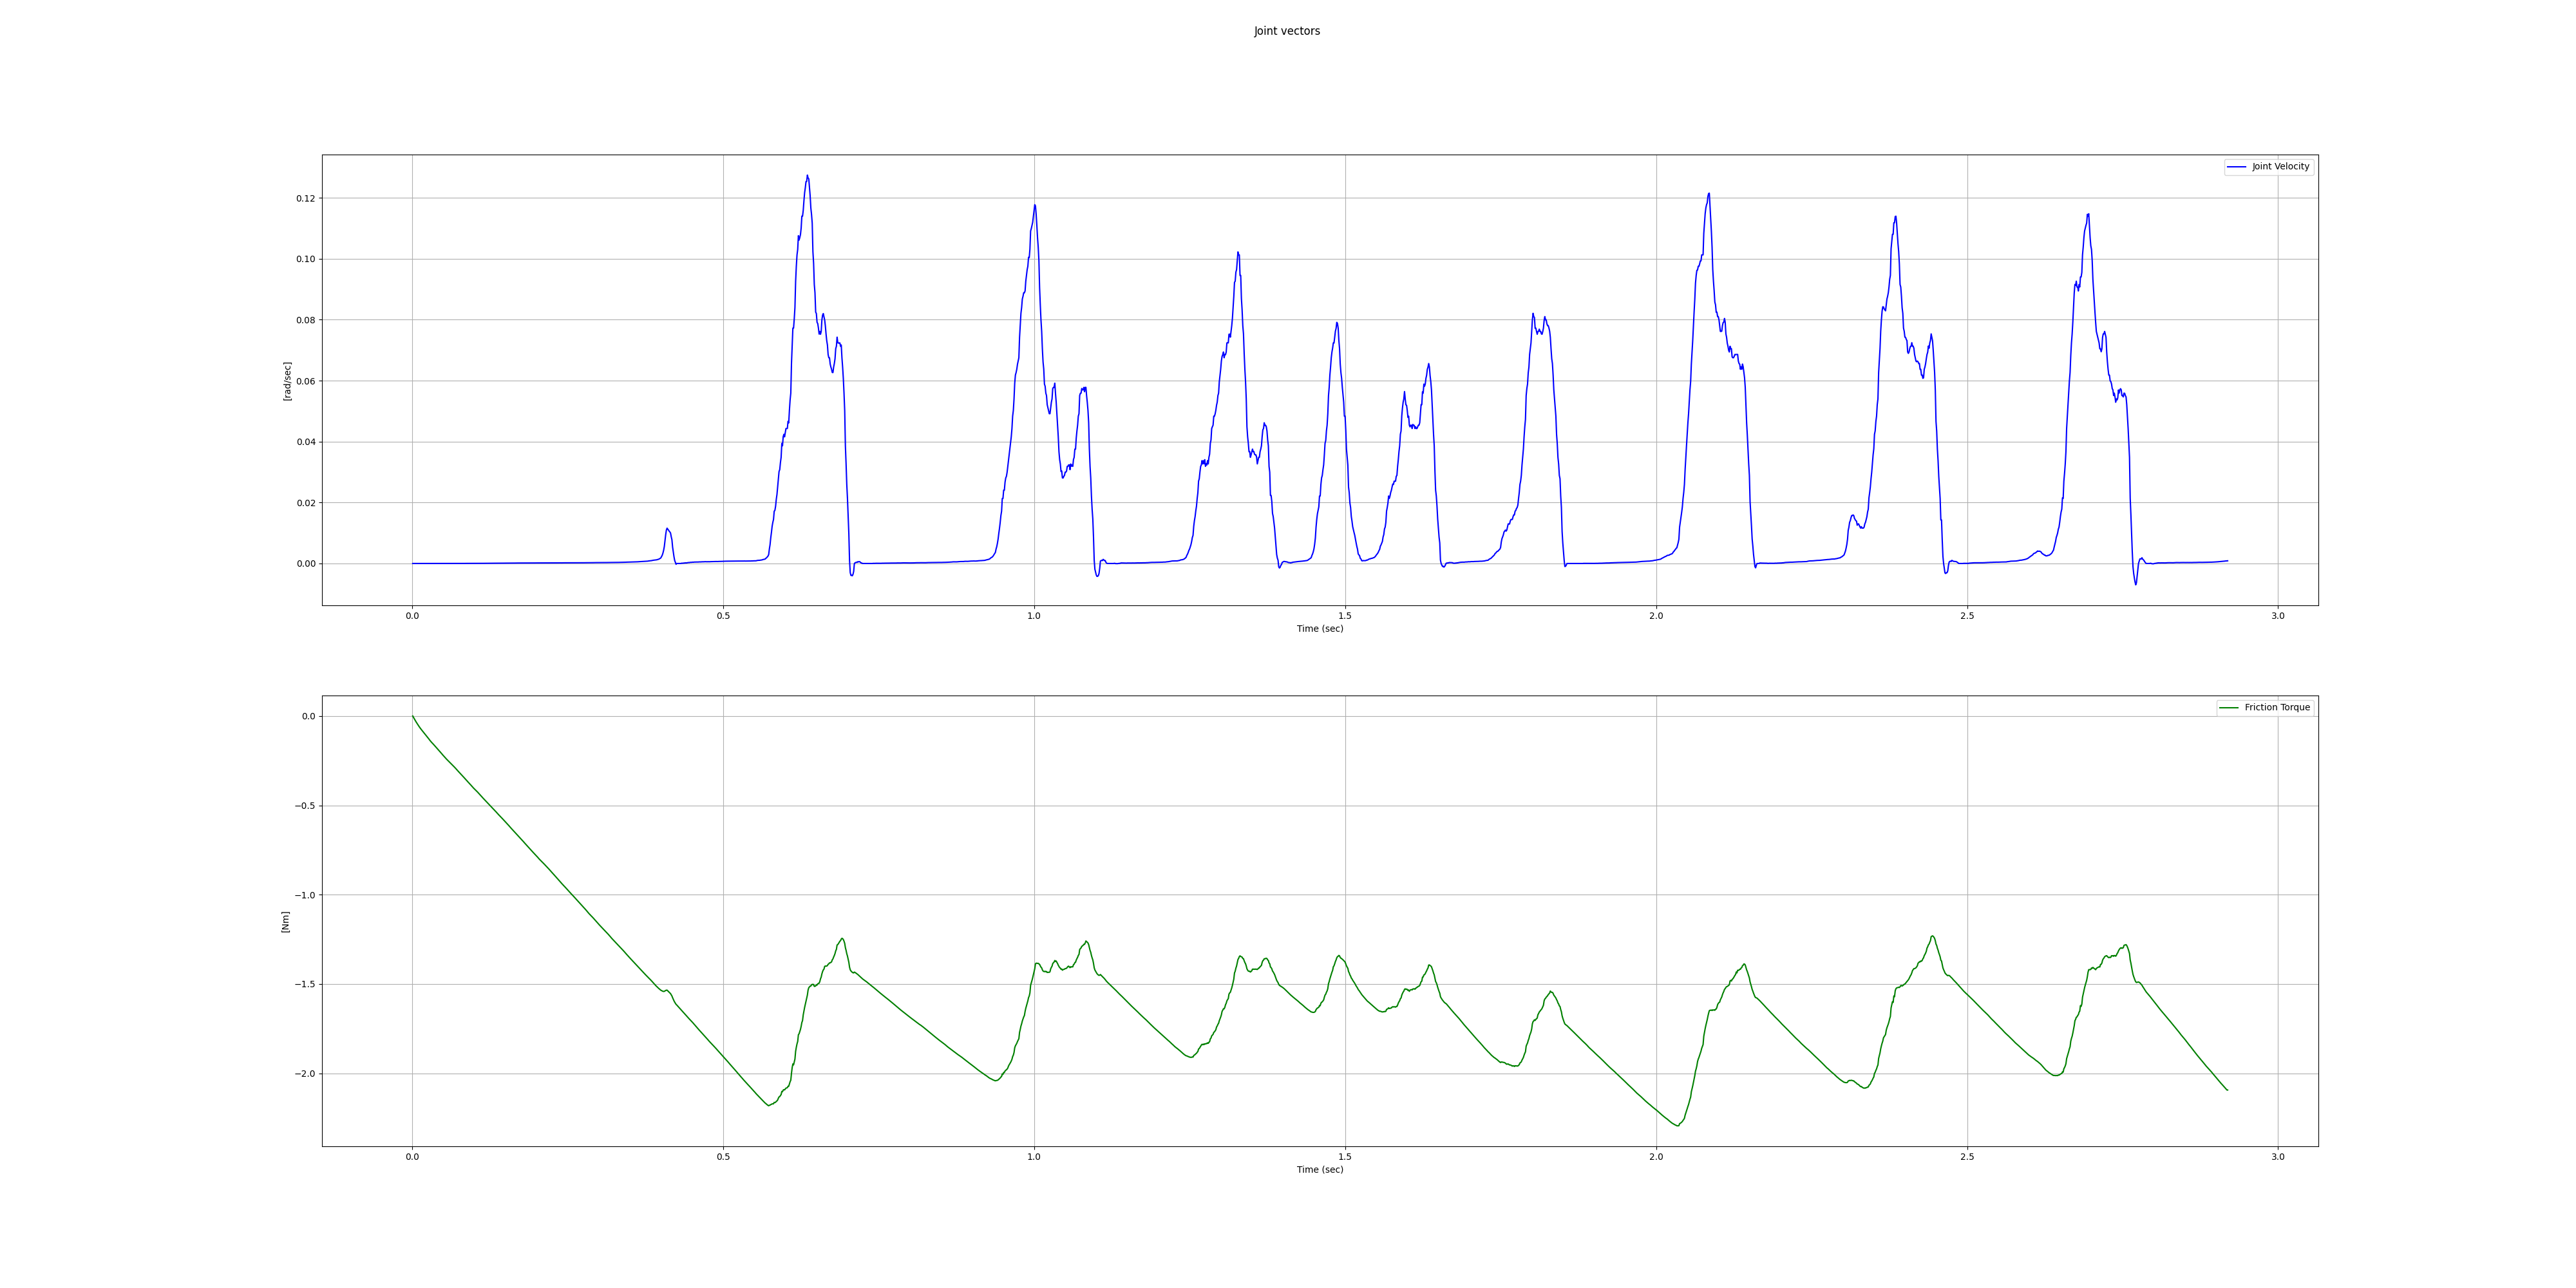 Joint vectors
Joint Velocity
0.12
0.10
0.08
0.06
0.04
0.02
0.00
[rad/sec]
0.0 0.5 1.0 1.5 2.0 2.5 3.0
Time (sec)
Friction Torque
0.0
−0.5
−1.0
−1.5
−2.0
[Nm]
0.0 0.5 1.0 1.5 2.0 2.5 3.0
Time (sec)